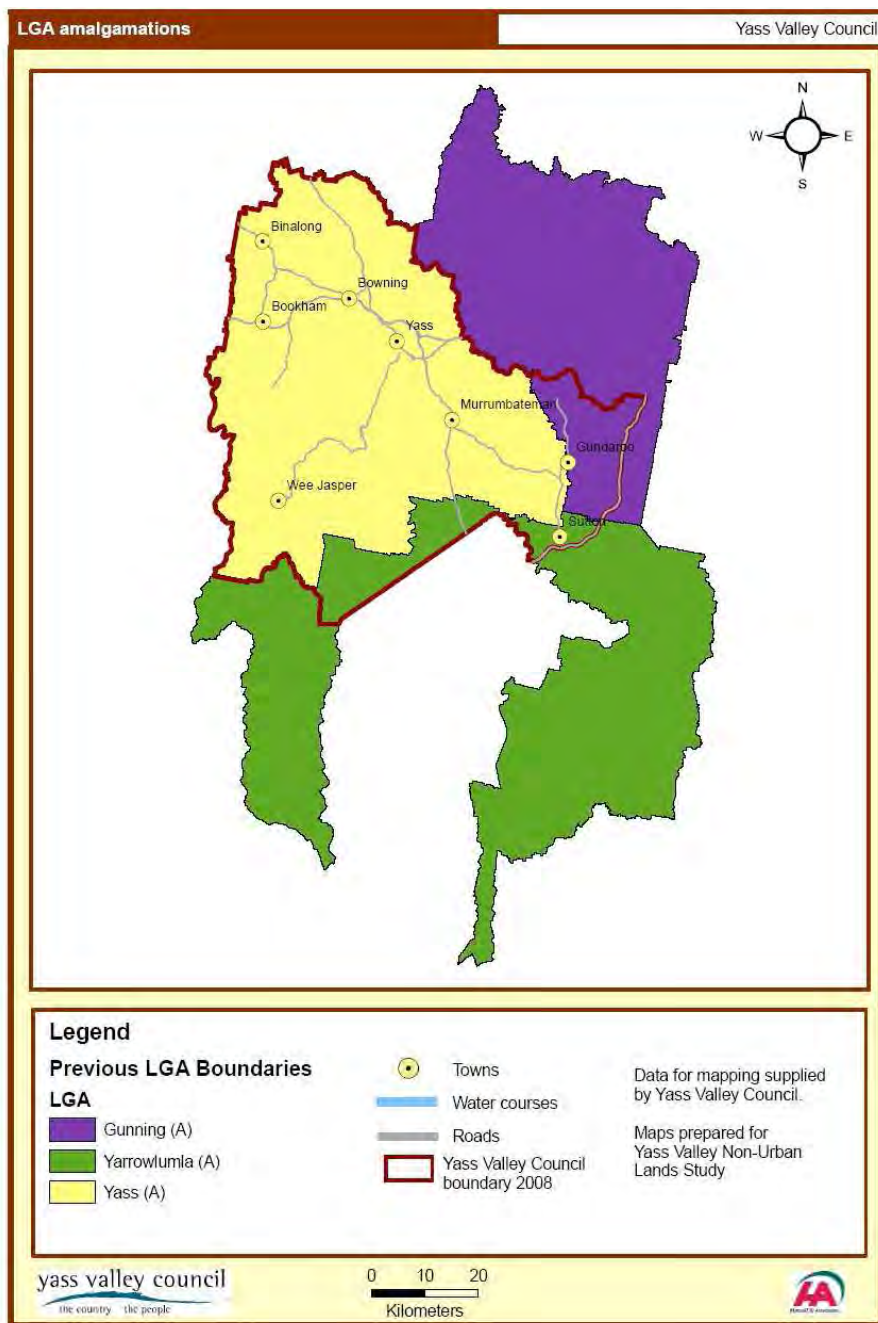 LGA amalgamations
Yass Valley Council
N
W
E
S
Binalong
Bowning
Bookham
Yass
Murrumbateman
Gundaroo
Wee Jasper
Sutton
Legend
Previous LGA Boundaries
LGA
Gunning (A)
Yarrowlumla (A)
Yass (A)
Towns
Water courses
Roads
Yass Valley Council
boundary 2008
Data for mapping supplied
by Yass Valley Council.
Maps prepared for
Yass Valley Non-Urban
Lands Study
yass valley council
the country the people
0 10 20
Kilometers